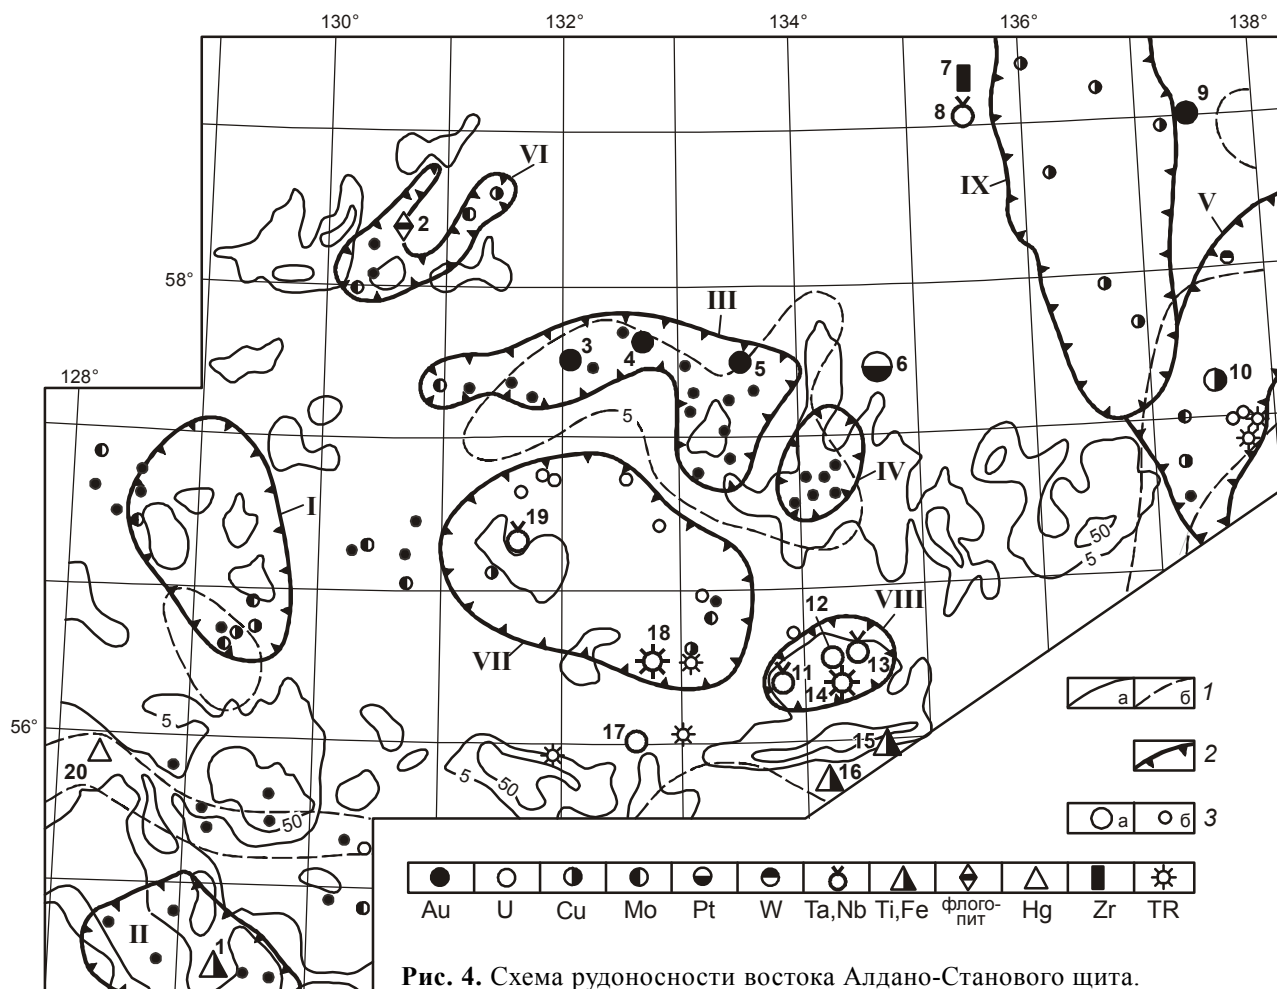 130° 132° 134° 136° 138°
7
9
8
VI
IX
V
2
58°
III
3
4
5
6
10
128°
5
IV
I
19
50
5
12
VIII
18
VII
13
11
14
а б 1
5
17
56°
15
2
20
16
5
50
50
а б 3
Au U Cu Mo Pt W Ta,Nb Ti,Fe флого-пит Hg Zr TR
II
1
Рис. 4. Схема рудоносности востока Алдано-Станового щита.